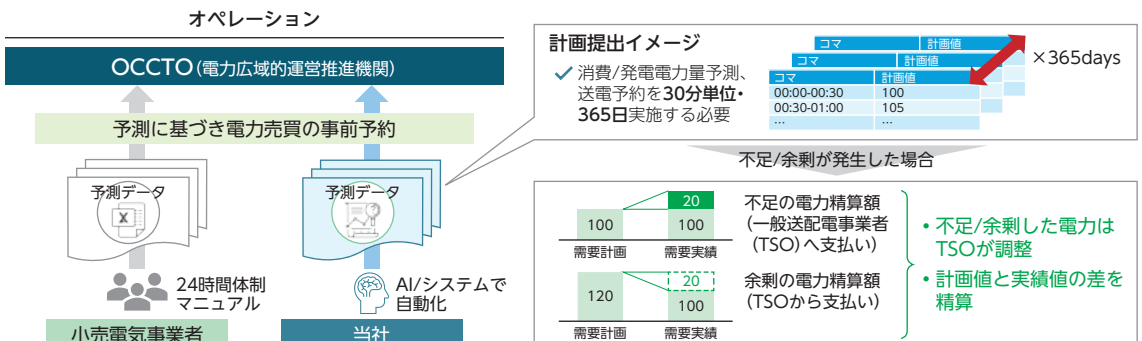 オペレーション
OCCTO(電力広域的運営推進機関)
予測に基づき電力売買の事前予約
予測データ
X
24時間体制
マニュアル
小売電気事業者
予測データ
AI/システムで
自動化
当社
計画提出イメージ
消費/発電電力量予測、
送電予約を30分単位・
365日実施する必要
コマ 計画値
コマ 計画値
コマ 計画値
00:00-00:30 100
00:30-01:00 105
… …
×365days
不足/余剰が発生した場合
20
100 100
需要計画 需要実績
不足の電力精算額
(一般送配電事業者
(TSO)へ支払い)
20
120 100
需要計画 需要実績
余剰の電力精算額
(TSOから支払い)
・不足/余剰した電力は
TSOが調整
・計画値と実績値の差を
精算